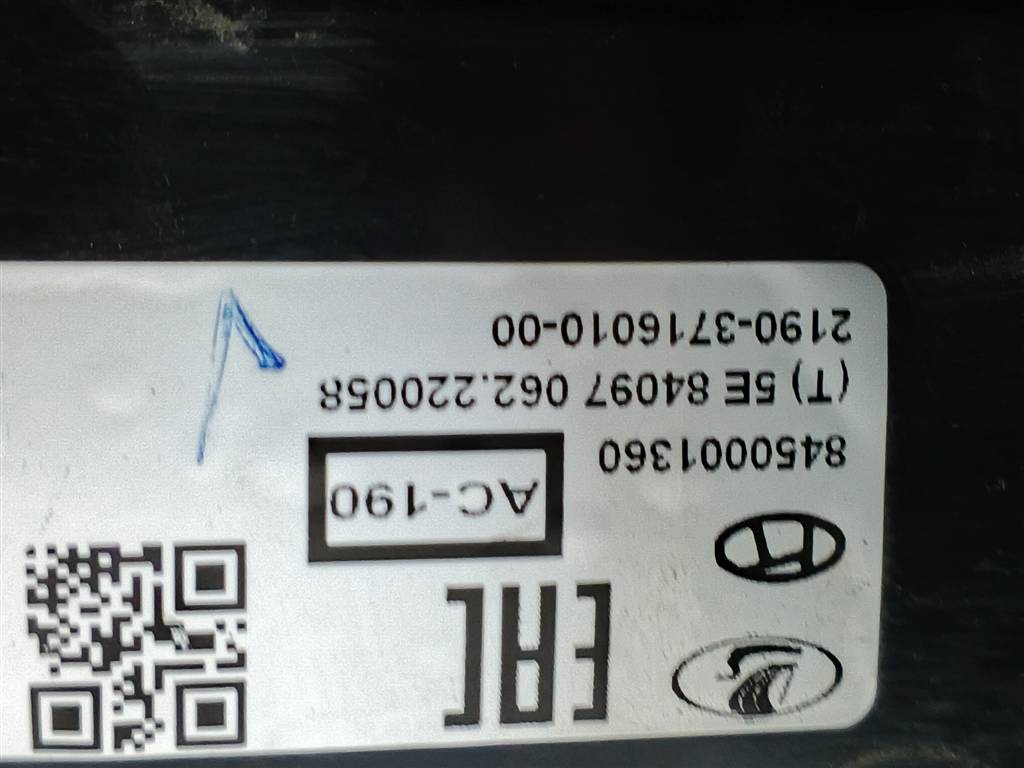 EAC
AC-190
8450001360
(T) 5E 84097 062.220058
2190-3716010-00